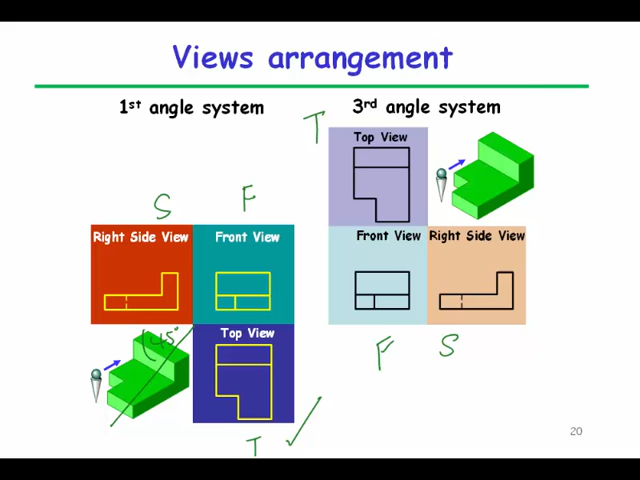 Views arrangement
1st angle system
3rd angle system
T
Top View
S
F
Right Side View
Front View
Front View
Right Side View
45°
Top View
F
S
T
20